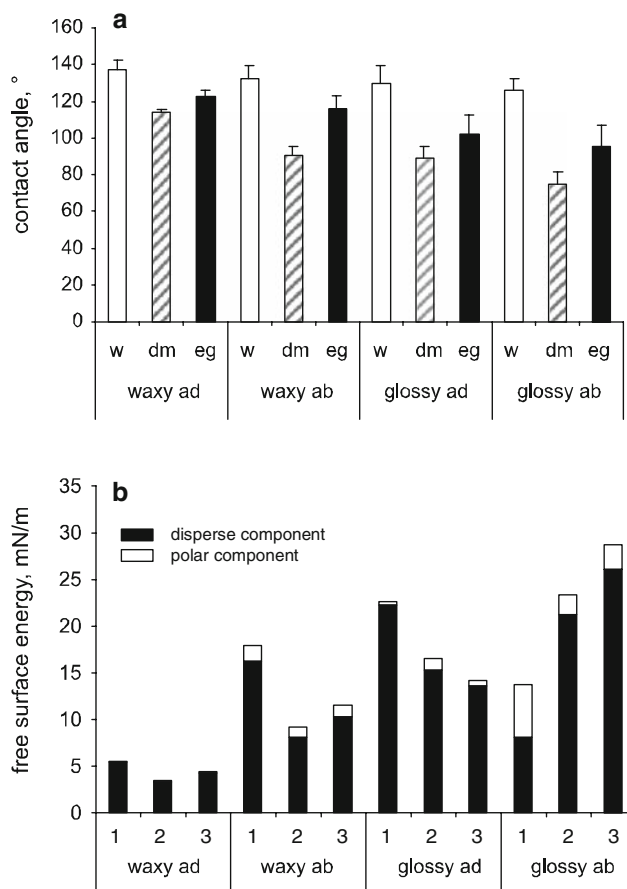 a
contact angle, °
160
140
120
100
80
60
40
20
0
w dm eg w dm eg w dm eg w dm eg
waxy ad waxy ab glossy ad glossy ab
b
free surface energy, mN/m
35
30
25
20
15
10
5
0
disperse component
polar component
1 2 3 1 2 3 1 2 3 1 2 3
waxy ad waxy ab glossy ad glossy ab